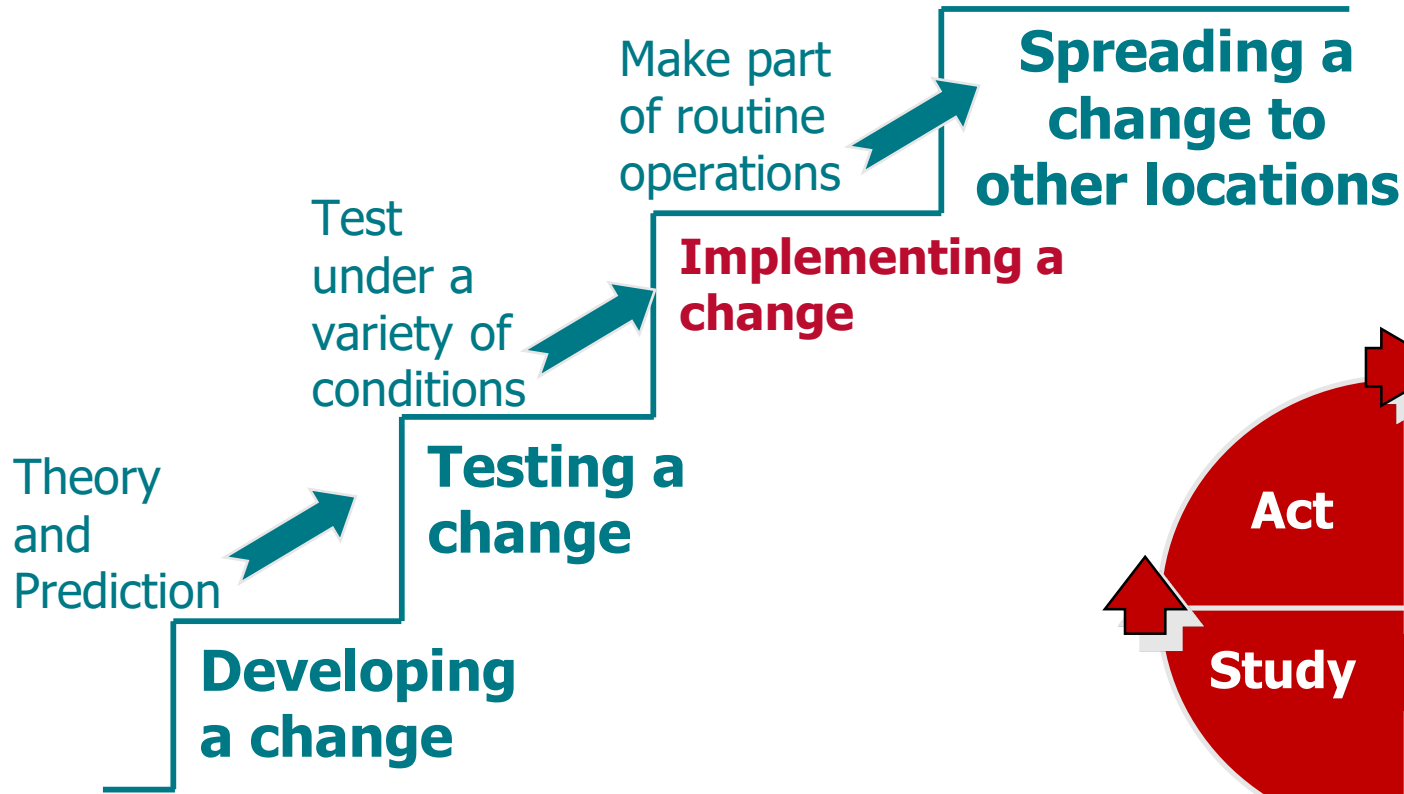 Make part
of routine
operations
Spreading a
change to
other locations
Test
under a
variety of
conditions
Implementing a
change
Theory
and
Prediction
Testing a
change
Developing
a change
Act
Study